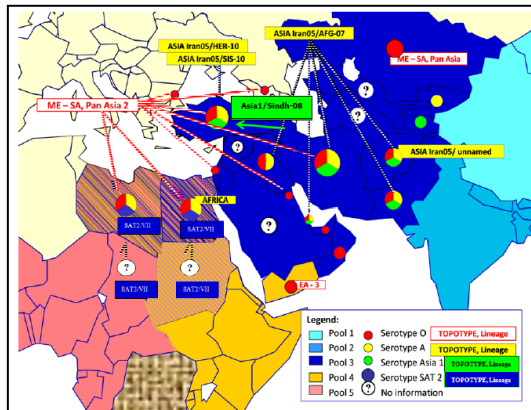 ASIA Iran05/HER-10
ASIA Iran05/AFG-07
ASIA Iran05/SIS-10
ME – SA, Pan Asia
?
?
ME – SA, Pan Asia 2
Asia1/Sindh-08
?
ASIA Iran05/ unnamed
AFRICA
SAT2/VII
SAT2/VII
?
?
?
SAT2/VII
SAT2/VII
EA - 3
Legend:
Pool 1
Pool 2
Pool 3
Pool 4
Pool 5
Serotype O
Serotype A
Serotype Asia 1
Serotype SAT 2
? No information
TOPOTYPE, Lineage
TOPOTYPE, Lineage
TOPOTYPE, Lineage
TOPOTYPE, Lineage